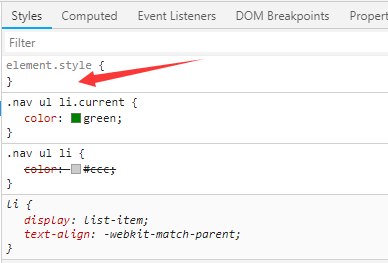 Styles Computed Event Listeners DOM Breakpoints Propert
Filter
element.style {
}
.nav ul li.current {
color: green;
}
.nav ul li {
color: #ccc;
}
li {
display: list-item;
text-align: -webkit-match-parent;
}